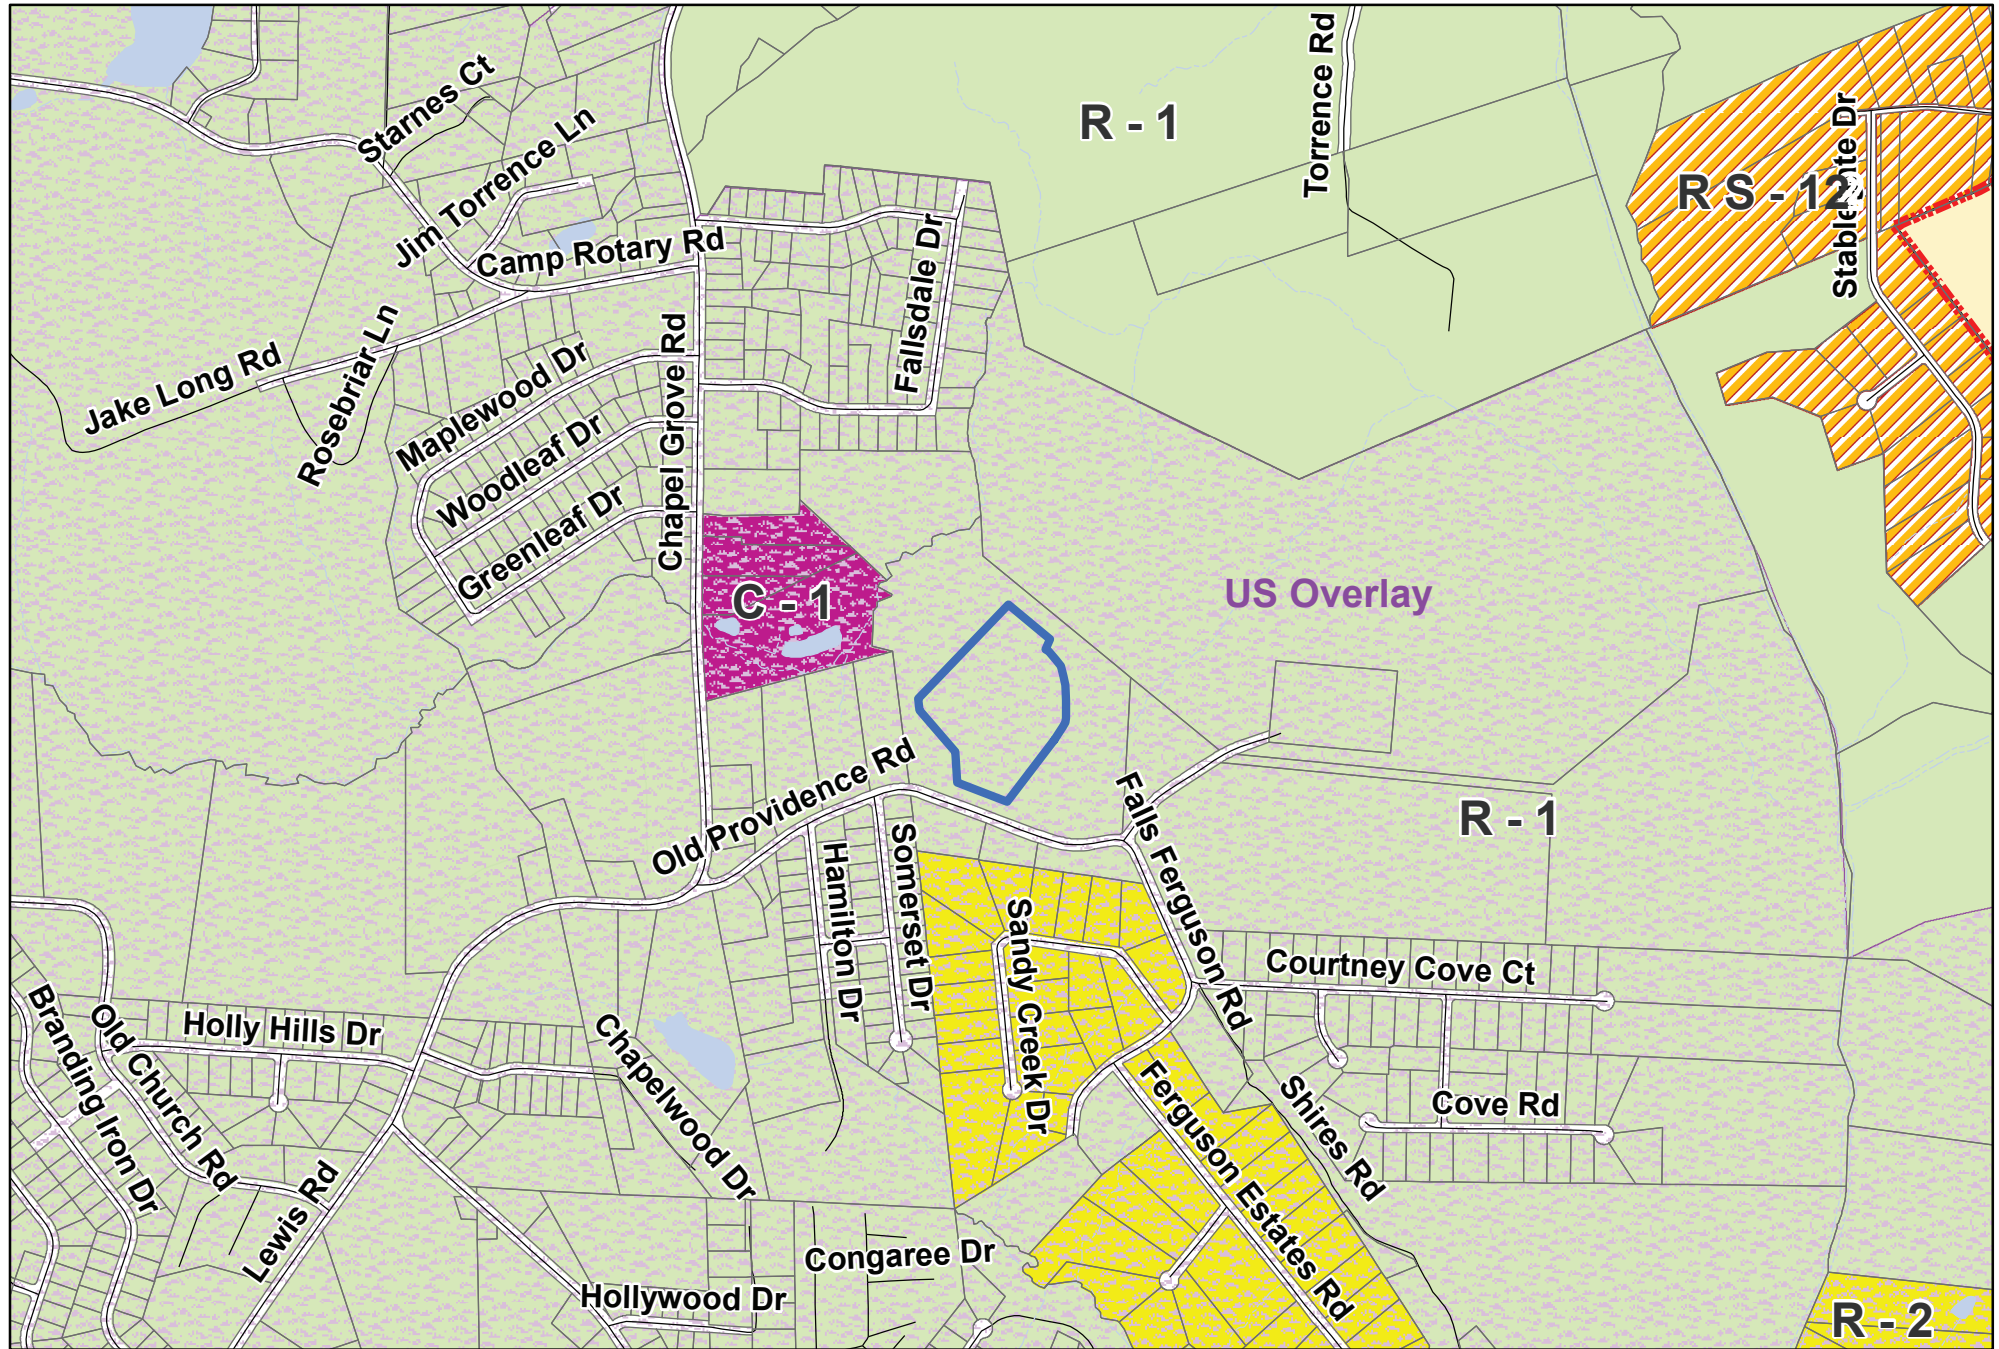 Starnes Ct
Jim Torrence Ln
Camp Rotary Rd
R - 1
Torrence Rd
R S - 12
Stablegate Dr
Fallsdale Dr
Jake Long Rd
Rosebriar Ln
Maplewood Dr
Woodleaf Dr
Greenleaf Dr
Chapel Grove Rd
C - 1
US Overlay
Old Providence Rd
Falls Ferguson Rd
R - 1
Hamilton Dr
Somerset Dr
Sandy Creek Dr
Courtney Cove Ct
Cove Rd
Shires Rd
Ferguson Estates Rd
Holly Hills Dr
Old Church Rd
Branding Iron Dr
Chapelwood Dr
Lewis Rd
Congaree Dr
Hollywood Dr
R - 2